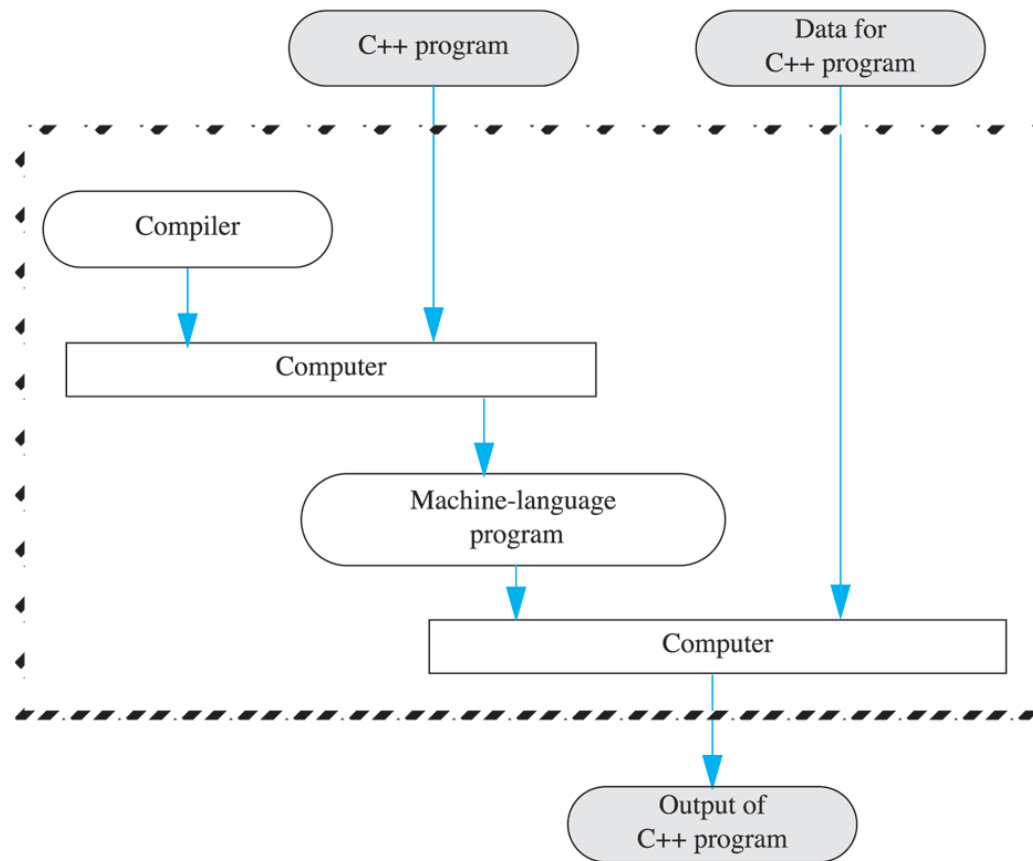 C++ program
Data for
C++ program
Compiler
Computer
Machine-language
program
Computer
Output of
C++ program